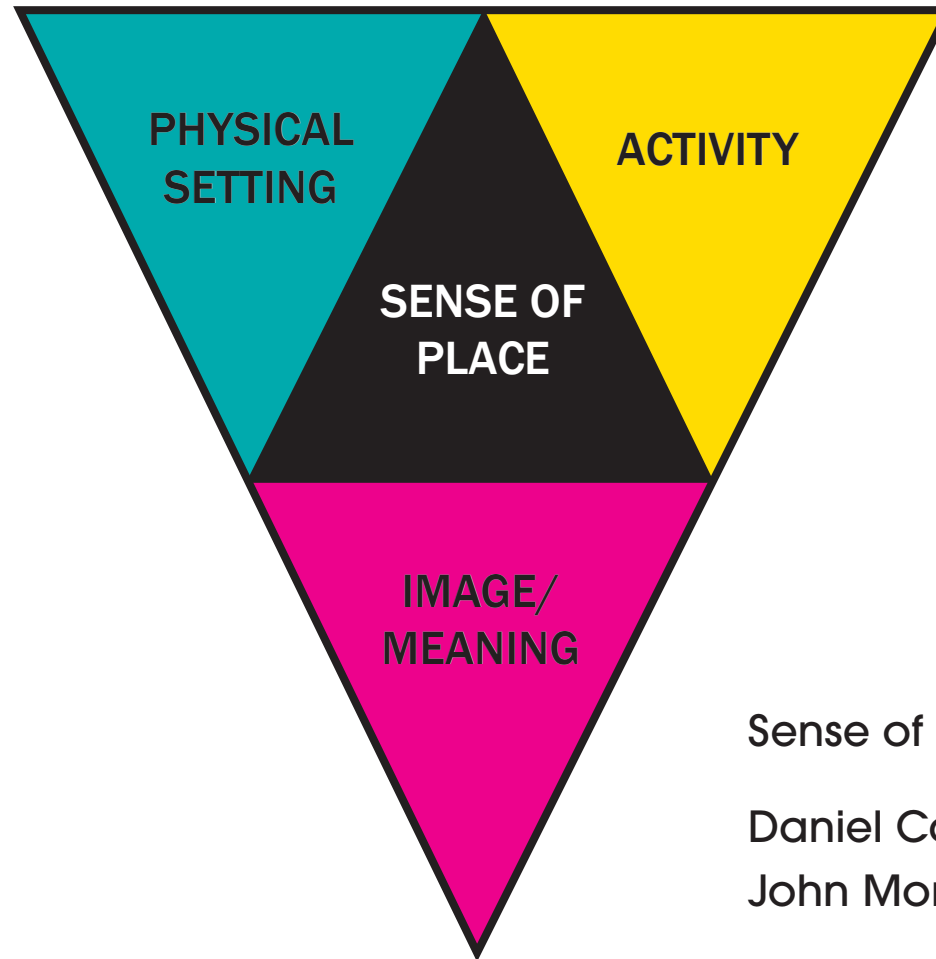 PHYSICAL
SETTING
ACTIVITY
SENSE OF
PLACE
IMAGE/
MEANING
Sense of
Daniel
John